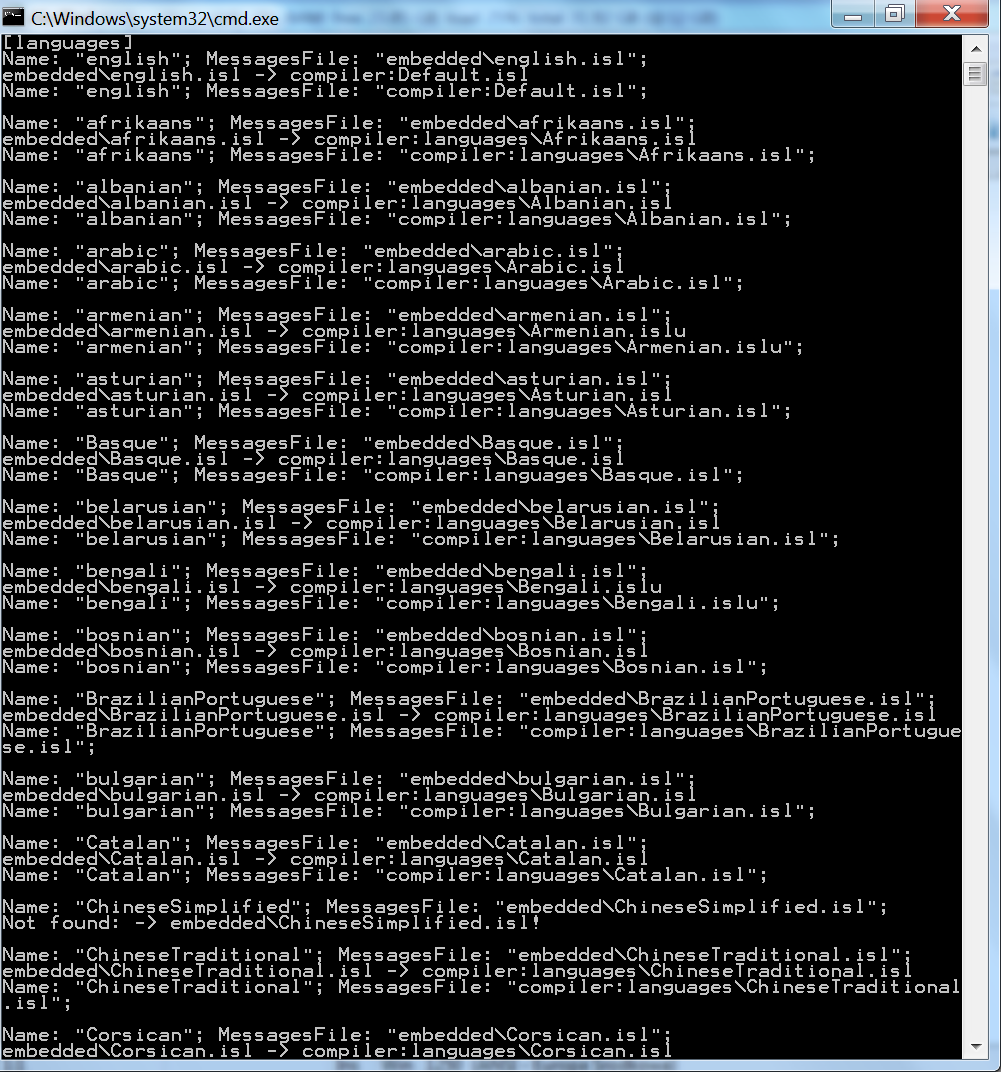 C:\Windows\system32\cmd.exe
[languages]
Name: "english"; MessagesFile: "embedded\english.isl";
embedded\english.isl -> compiler:Default.isl
Name: "english"; MessagesFile: "compiler:Default.isl";
Name: "afrikaans"; MessagesFile: "embedded\afrikaans.isl";
embedded\afrikaans.isl -> compiler:languages\Afrikaans.isl
Name: "afrikaans"; MessagesFile: "compiler:languages\Afrikaans.isl";
Name: "albanian"; MessagesFile: "embedded\albanian.isl";
embedded\albanian.isl -> compiler:languages\Albanian.isl
Name: "albanian"; MessagesFile: "compiler:languages\Albanian.isl";
Name: "arabic"; MessagesFile: "embedded\arabic.isl";
embedded\arabic.isl -> compiler:languages\Arabic.isl
Name: "arabic"; MessagesFile: "compiler:languages\Arabic.isl";
Name: "armenian"; MessagesFile: "embedded\armenian.isl";
embedded\armenian.isl -> compiler:languages\Armenian.islu
Name: "armenian"; MessagesFile: "compiler:languages\Armenian.islu";
Name: "asturian"; MessagesFile: "embedded\asturian.isl";
embedded\asturian.isl -> compiler:languages\Asturian.isl
Name: "asturian"; MessagesFile: "compiler:languages\Asturian.isl";
Name: "Basque"; MessagesFile: "embedded\Basque.isl";
embedded\Basque.isl -> compiler:languages\Basque.isl
Name: "Basque"; MessagesFile: "compiler:languages\Basque.isl";
Name: "belarusian"; MessagesFile: "embedded\belarusian.isl";
embedded\belarusian.isl -> compiler:languages\Belarusian.isl
Name: "belarusian"; MessagesFile: "compiler:languages\Belarusian.isl";
Name: "bengali"; MessagesFile: "embedded\bengali.isl";
embedded\bengali.isl -> compiler:languages\Bengali.islu
Name: "bengali"; MessagesFile: "compiler:languages\Bengali.islu";
Name: "bosnian"; MessagesFile: "embedded\bosnian.isl";
embedded\bosnian.isl -> compiler:languages\Bosnian.isl
Name: "bosnian"; MessagesFile: "compiler:languages\Bosnian.isl";
Name: "BrazilianPortuguese"; MessagesFile: "embedded\BrazilianPortuguese.isl";
embedded\BrazilianPortuguese.isl -> compiler:languages\BrazilianPortuguese.isl
Name: "BrazilianPortuguese"; MessagesFile: "compiler:languages\BrazilianPortugue
se.isl";
Name: "bulgarian"; MessagesFile: "embedded\bulgarian.isl";
embedded\bulgarian.isl -> compiler:languages\Bulgarian.isl
Name: "bulgarian"; MessagesFile: "compiler:languages\Bulgarian.isl";
Name: "Catalan"; MessagesFile: "embedded\Catalan.isl";
embedded\Catalan.isl -> compiler:languages\Catalan.isl
Name: "Catalan"; MessagesFile: "compiler:languages\Catalan.isl";
Name: "ChineseSimplified"; MessagesFile: "embedded\ChineseSimplified.isl";
Not found: -> embedded\ChineseSimplified.isl!
Name: "ChineseTraditional"; MessagesFile: "embedded\ChineseTraditional.isl";
embedded\ChineseTraditional.isl -> compiler:languages\ChineseTraditional.isl
Name: "ChineseTraditional"; MessagesFile: "compiler:languages\ChineseTraditional
.isl";
Name: "Corsican"; MessagesFile: "embedded\Corsican.isl";
embedded\Corsican.isl -> compiler:languages\Corsican.isl